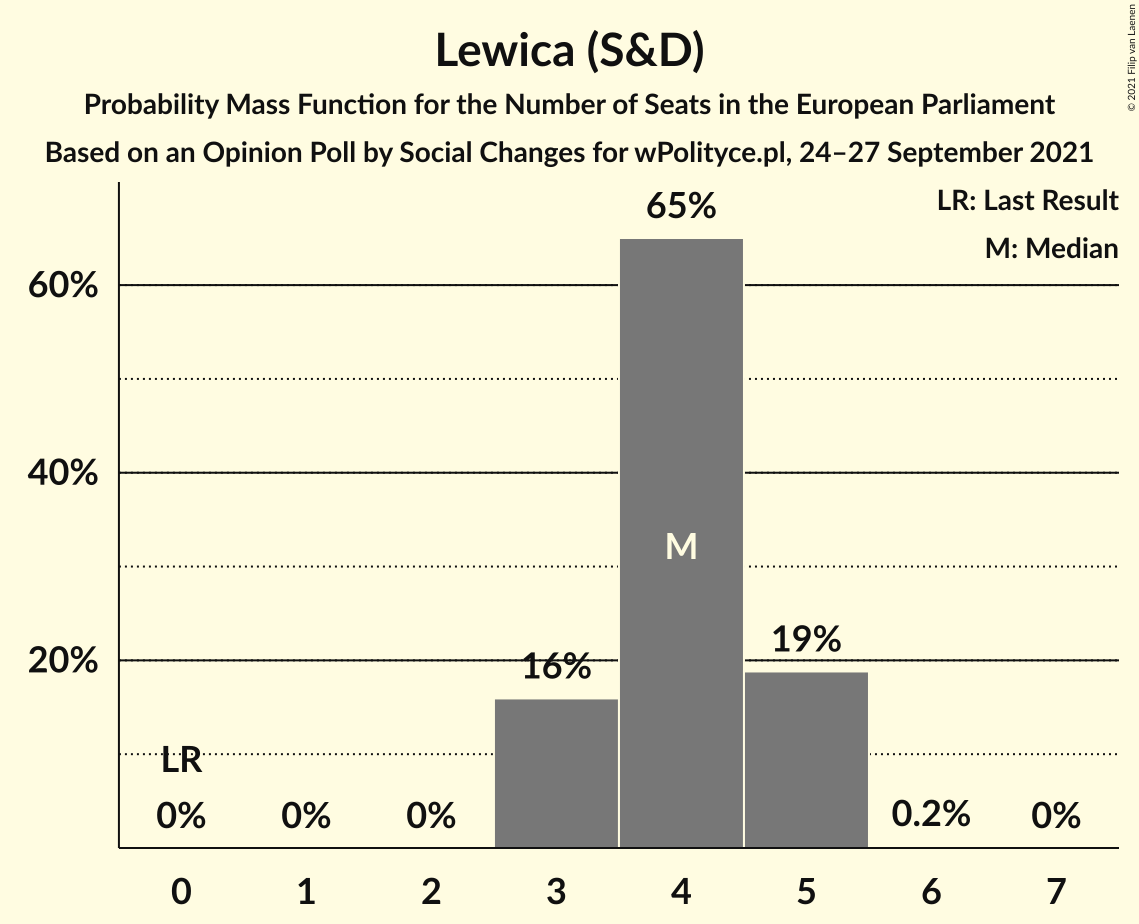 Lewica (S&D)
Probability Mass Function for the Number of Seats in the European Parliament
Based on an Opinion Poll by Social Changes for wPolityce.pl, 24–27 September 2021
© 2021 Filip van Laenen
LR: Last Result
M: Median
65%
60%
40%
M
20%
19%
16%
LR
0%
0%
0%
0.2%
0%
0
1
2
3
4
5
6
7